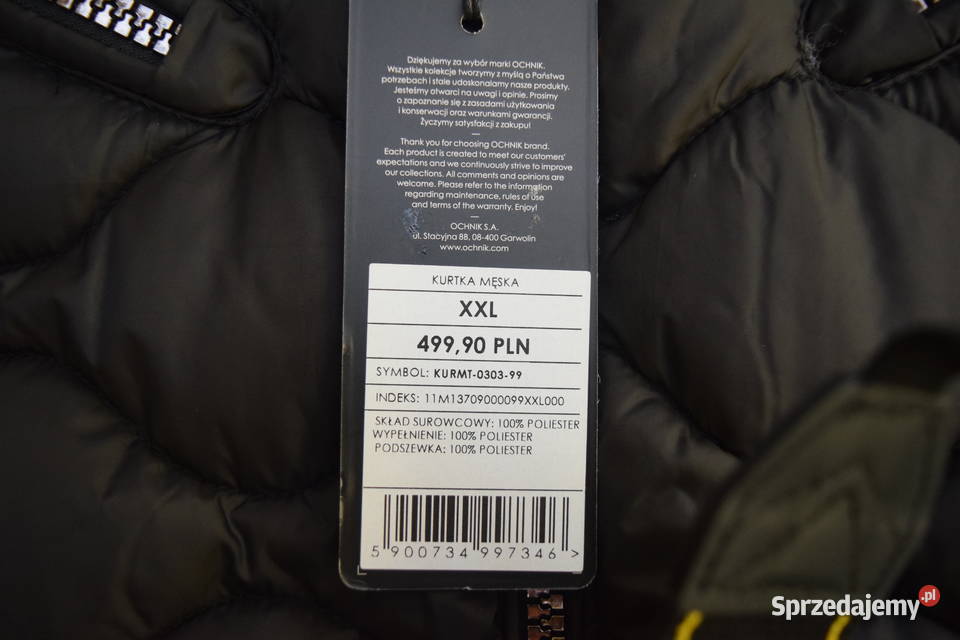 Dziękujemy za wybór marki OCHNIK.
Wszystkie kolekcje tworzymy z myślą o Państwa
potrzebach i stale udoskonalamy nasze produkty.
Jesteśmy otwarci na uwagi i opinie. Prosimy
o zapoznanie się z zasadami użytkowania
i konserwacji oraz warunkami gwarancji.
Życzymy satysfakcji z zakupu!
—
Thank you for choosing OCHNIK brand.
Each product is created to meet our customers'
expectations and we continuously strive to improve
our collections. All comments and opinions are
welcome. Please refer to the information
regarding maintenance, rules of use
and terms of the warranty. Enjoy!
—
OCHNIK S.A.
ul. Stacyjna 8B, 08-400 Garwolin
www.ochnik.com
KURTKA MĘSKA
XXL
499,90 PLN
SYMBOL: KURMT-0303-99
INDEKS: 11M13709000099XXL000
SKŁAD SUROWCOWY: 100% POLIESTER
WYPEŁNIENIE: 100% POLIESTER
PODSZEWKA: 100% POLIESTER
5 900734 997346 >
Sprzedajemy.pl